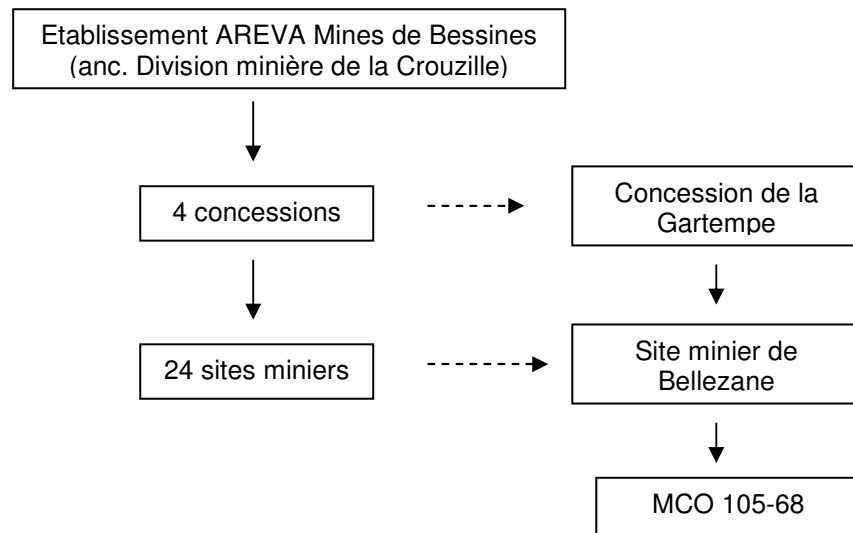 Etablissement AREVA Mines de Bessines
(anc. Division minière de la Crouzille)
4 concessions
Concession de la
Gartempe
24 sites miniers
Site minier de
Bellezane
MCO 105-68